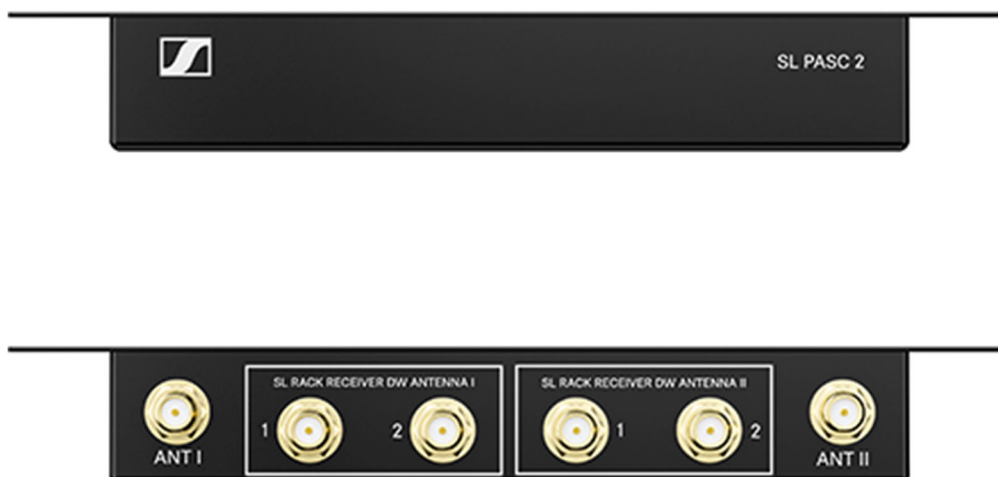 SL PASC 2
SL RACK RECEIVER DW ANTENNA I
SL RACK RECEIVER DW ANTENNA II
1
2
1
2
ANT I
ANT II